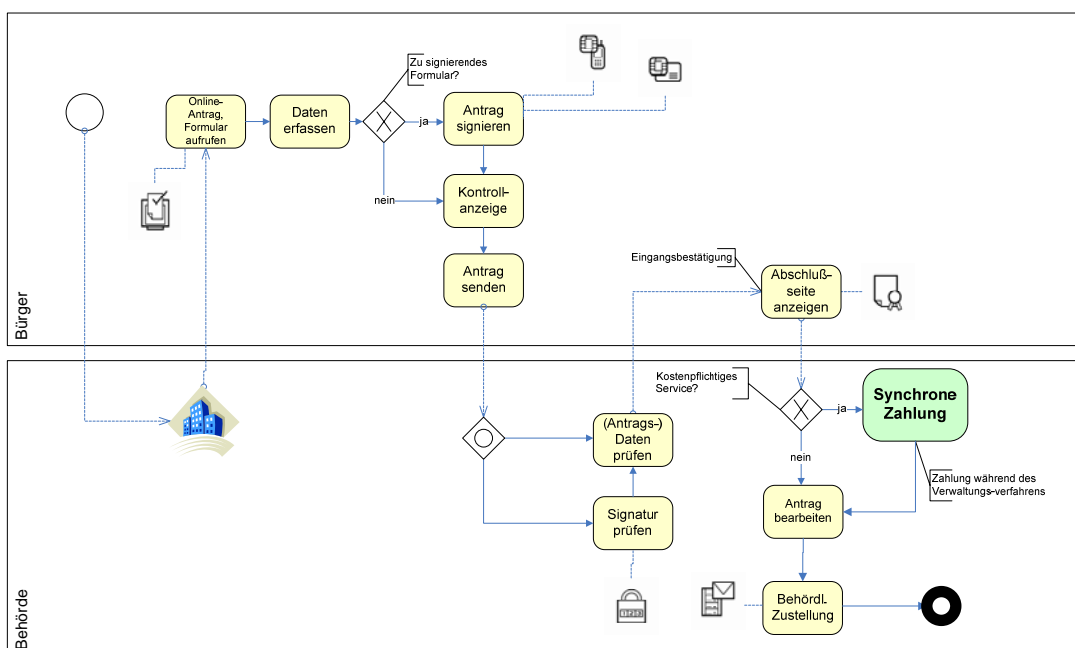 Zu signierendes
Formular?
Online-
Antrag,
Formular
aufrufen
Daten
erfassen
ja
Antrag
signieren
nein
Kontroll-
anzeige
Antrag
senden
Eingangsbestätigung
Abschluß-
seite
anzeigen
Bürger
Kostenpflichtiges
Service?
ja
Synchrone
Zahlung
(Antrags-)
Daten
prüfen
nein
Zahlung während des
Verwaltungs-verfahrens
Signatur
prüfen
Antrag
bearbeiten
Behördl.
Zustellung
Behörde